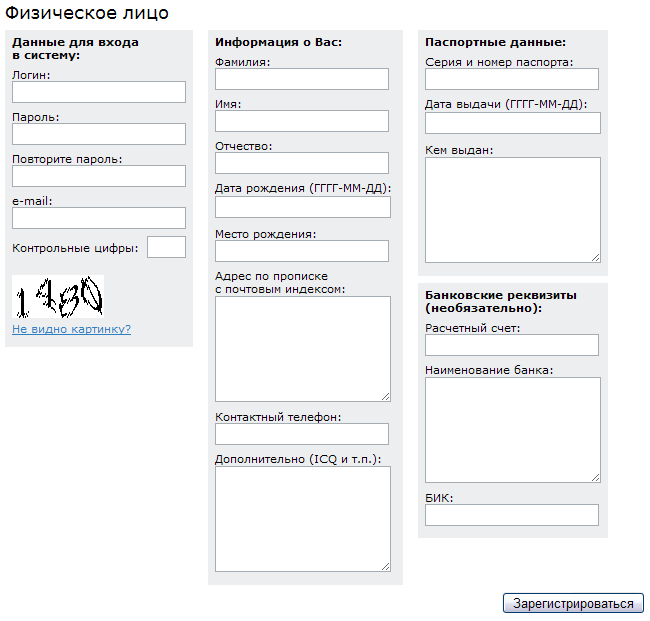 Физическое лицо
Данные для входа
в систему:
Логин:
Пароль:
Повторите пароль:
e-mail:
Контрольные цифры:
Не видно картинку?
Информация о Вас:
Фамилия:
Имя:
Отчество:
Дата рождения (ГГГГ-ММ-ДД):
Место рождения:
Адрес по прописке
с почтовым индексом:
Контактный телефон:
Дополнительно (ICQ и т.п.):
Паспортные данные:
Серия и номер паспорта:
Дата выдачи (ГГГГ-ММ-ДД):
Кем выдан:
Банковские реквизиты
(необязательно):
Расчетный счет:
Наименование банка:
БИК:
Зарегистрироваться